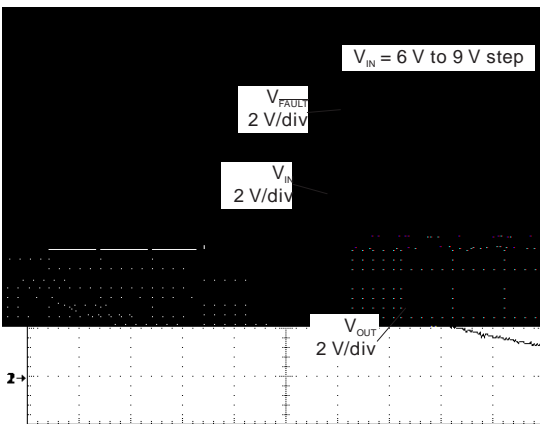 V_IN = 6 V to 9 V step
V_FAULT
2 V/div
V_IN
2 V/div
V_OUT
2 V/div
2→